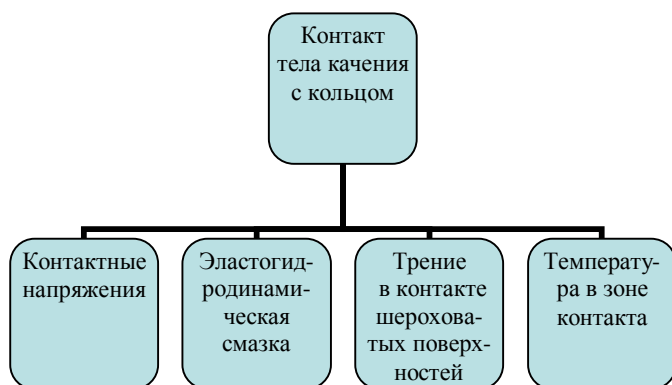 Контакт
тела качения
с кольцом
Контактные
напряжения
Эластогид-
родинами-
ческая
смазка
Трение
в контакте
шерохова-
тых поверх-
ностей
Температу-
ра в зоне
контакта